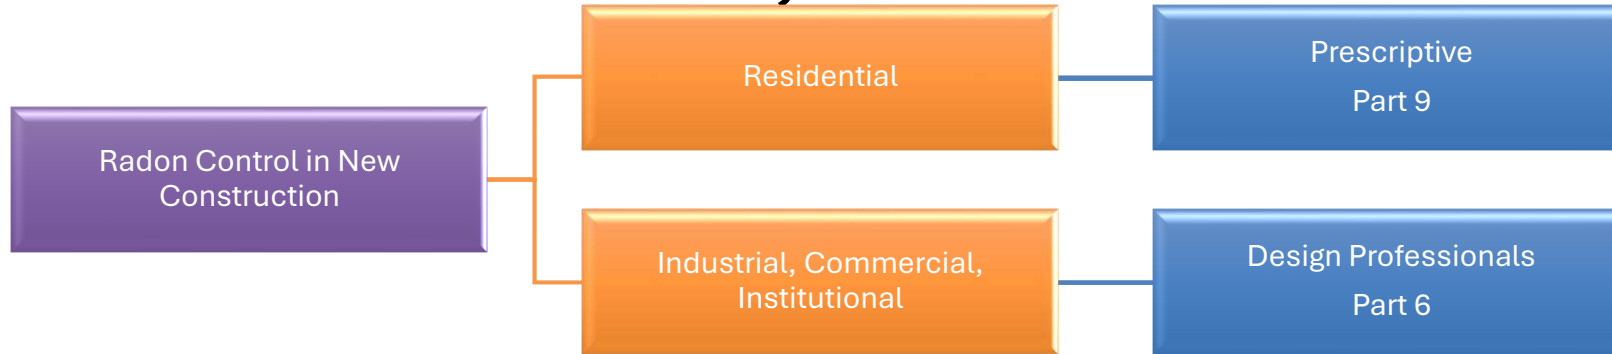 Radon Control in New
Construction
Residential
Prescriptive
Part 9
Industrial, Commercial,
Institutional
Design Professionals
Part 6